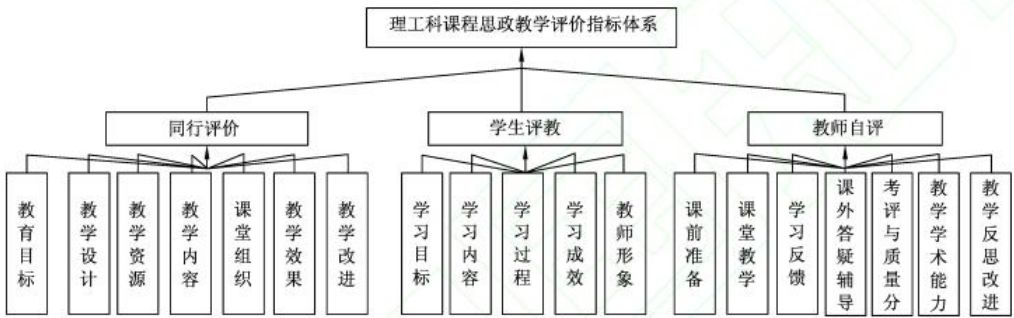 理工科课程思政教学评价指标体系
同行评价
学生评教
教师自评
教育目标
教学设计
教学资源
教学内容
课堂组织
教学效果
教学改进
学习目标
学习内容
学习过程
学习成效
教师形象
课前准备
课堂教学
学习反馈
课外答疑辅导
考评与质量分
教学学术能力
教学反思改进